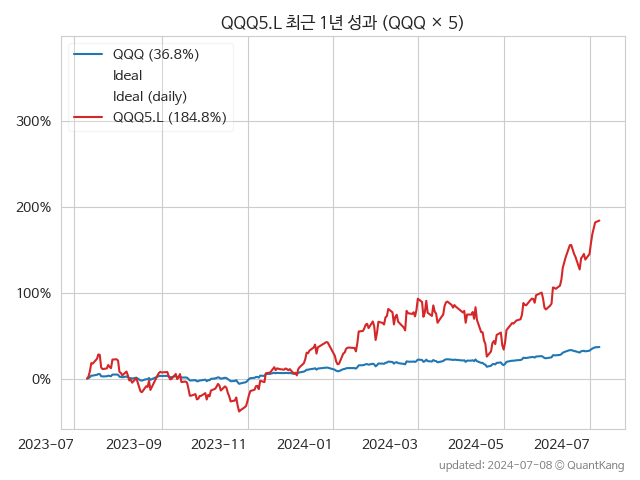 QQQ5.L 최근 1년 성과 (QQQ × 5)
QQQ (36.8%)
Ideal
Ideal (daily)
QQQ5.L (184.8%)
300%
200%
100%
0%
2023−07 2023−09 2023−11 2024−01 2024−03 2024−05 2024−07
updated: 2024-07-08 © QuantKang